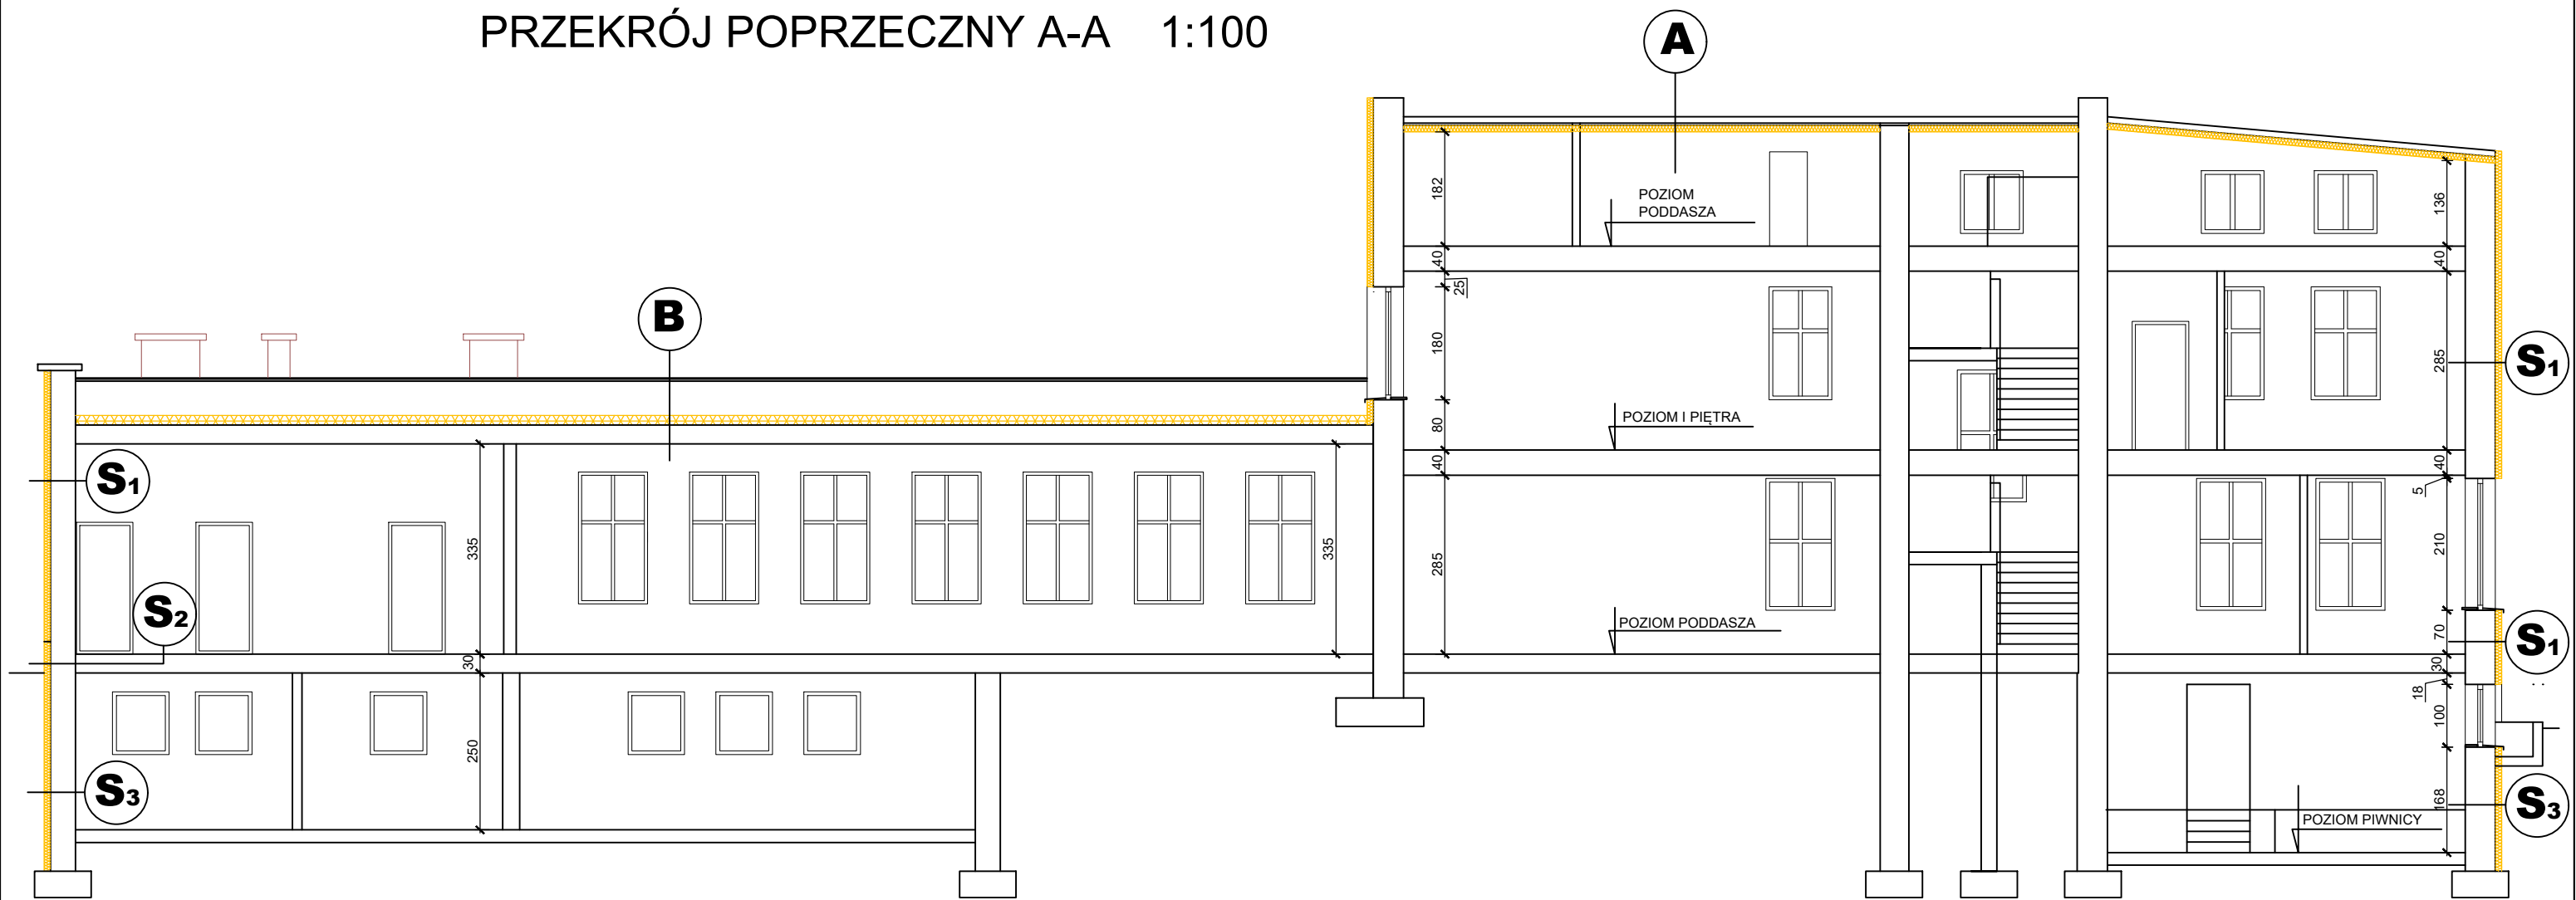 PRZEKRÓJ POPRZECZNY A-A 1:100
A
POZIOM
PODDASZA
182
136
40
40
25
B
180
285
S1
POZIOM I PIĘTRA
80
40
40
S1
5
335
335
285
210
S2
POZIOM PODDASZA
70
S1
30
30
18
100
250
S3
168
S3
POZIOM PIWNICY